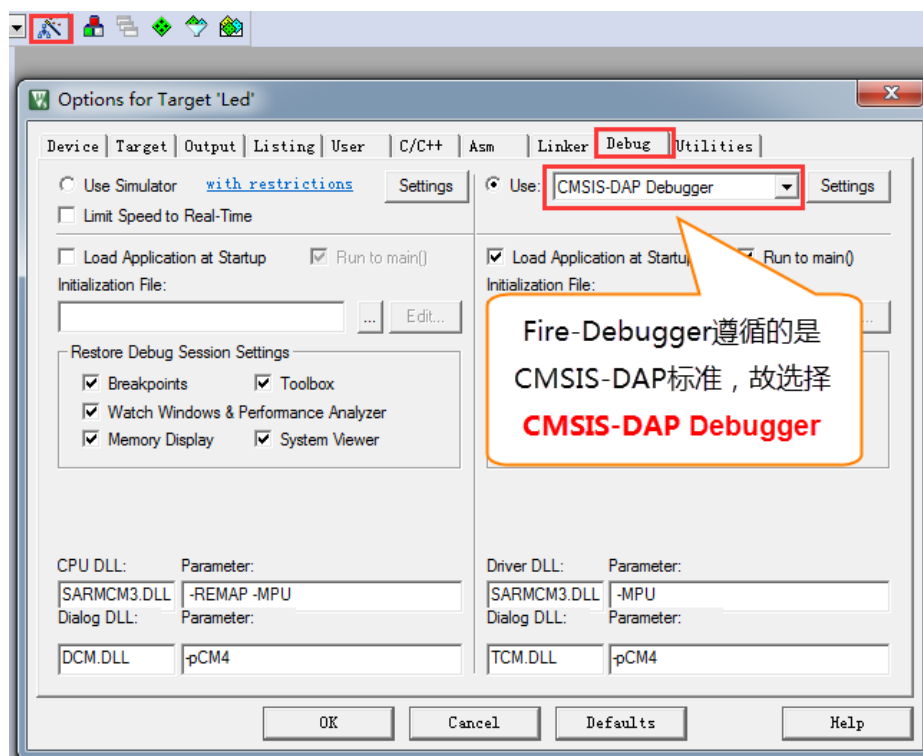 Options for Target 'Led'
Device Target Output Listing User C/C++ Asm Linker Debug Utilities
Use Simulator with restrictions Settings
Limit Speed to Real-Time
Use: CMSIS-DAP Debugger Settings
Load Application at Startup Run to main()
Initialization File:
... Edit...
Load Application at Startup Run to main()
Initialization File:
Restore Debug Session Settings
Breakpoints Toolbox
Watch Windows & Performance Analyzer
Memory Display System Viewer
Fire-Debugger遵循的是
CMSIS-DAP标准，故选择
CMSIS-DAP Debugger
CPU DLL: Parameter:
SARMCM3.DLL -REMAP -MPU
Dialog DLL: Parameter:
DCM.DLL -pCM4
Driver DLL: Parameter:
SARMCM3.DLL -MPU
Dialog DLL: Parameter:
TCM.DLL -pCM4
OK Cancel Defaults Help